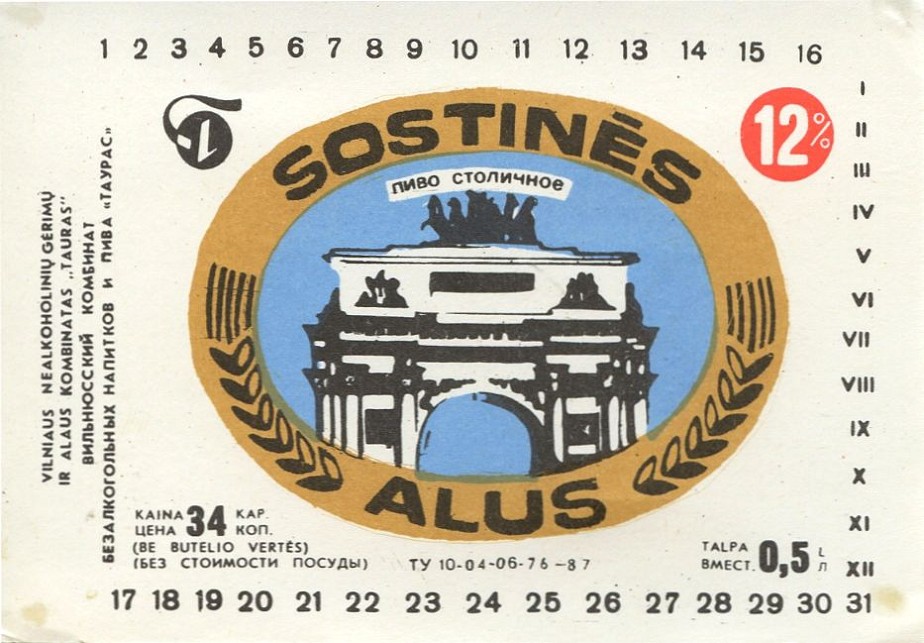 1 2 3 4 5 6 7 8 9 10 11 12 13 14 15 16
SOSTINĖS
12%
ПИВО СТОЛИЧНОЕ
ALUS
VILNIAUS NEALKOHOLINIŲ GĖRIMŲ
IR ALAUS KOMBINATAS „TAURAS"
ВИЛЬНЮССКИЙ КОМБИНАТ
БЕЗАЛКОГОЛЬНЫХ НАПИТКОВ И ПИВА «ТАУРАС»
I
II
III
IV
V
VI
VII
VIII
IX
X
XI
XII
KAINA 34 KAP.
ЦЕНА КОП.
(BE BUTELIO VERTĖS)
(БЕЗ СТОИМОСТИ ПОСУДЫ) ТУ 10-04-06-76-87
TALPA 0,5 L
ВМЕСТ. Л
17 18 19 20 21 22 23 24 25 26 27 28 29 30 31